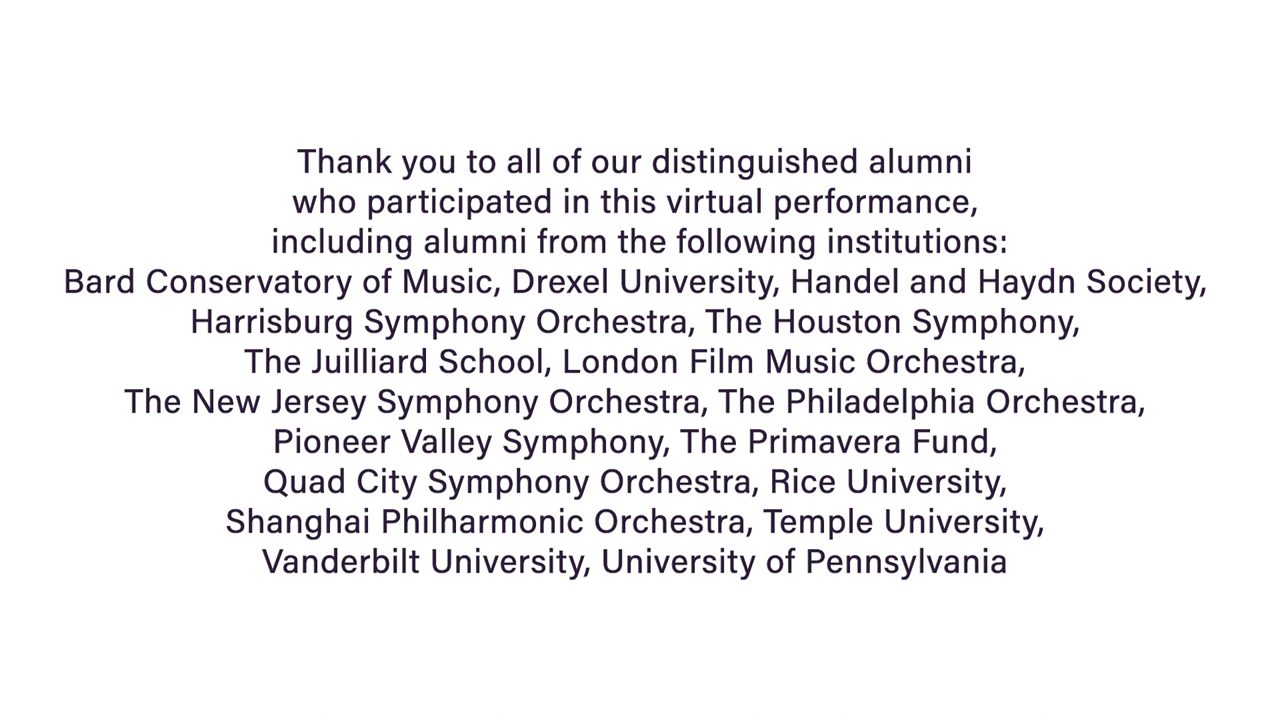 Thank you to all of our distinguished alumni
who participated in this virtual performance,
including alumni from the following institutions:
Bard Conservatory of Music, Drexel University, Handel and Haydn Society,
Harrisburg Symphony Orchestra, The Houston Symphony,
The Juilliard School, London Film Music Orchestra,
The New Jersey Symphony Orchestra, The Philadelphia Orchestra,
Pioneer Valley Symphony, The Primavera Fund,
Quad City Symphony Orchestra, Rice University,
Shanghai Philharmonic Orchestra, Temple University,
Vanderbilt University, University of Pennsylvania